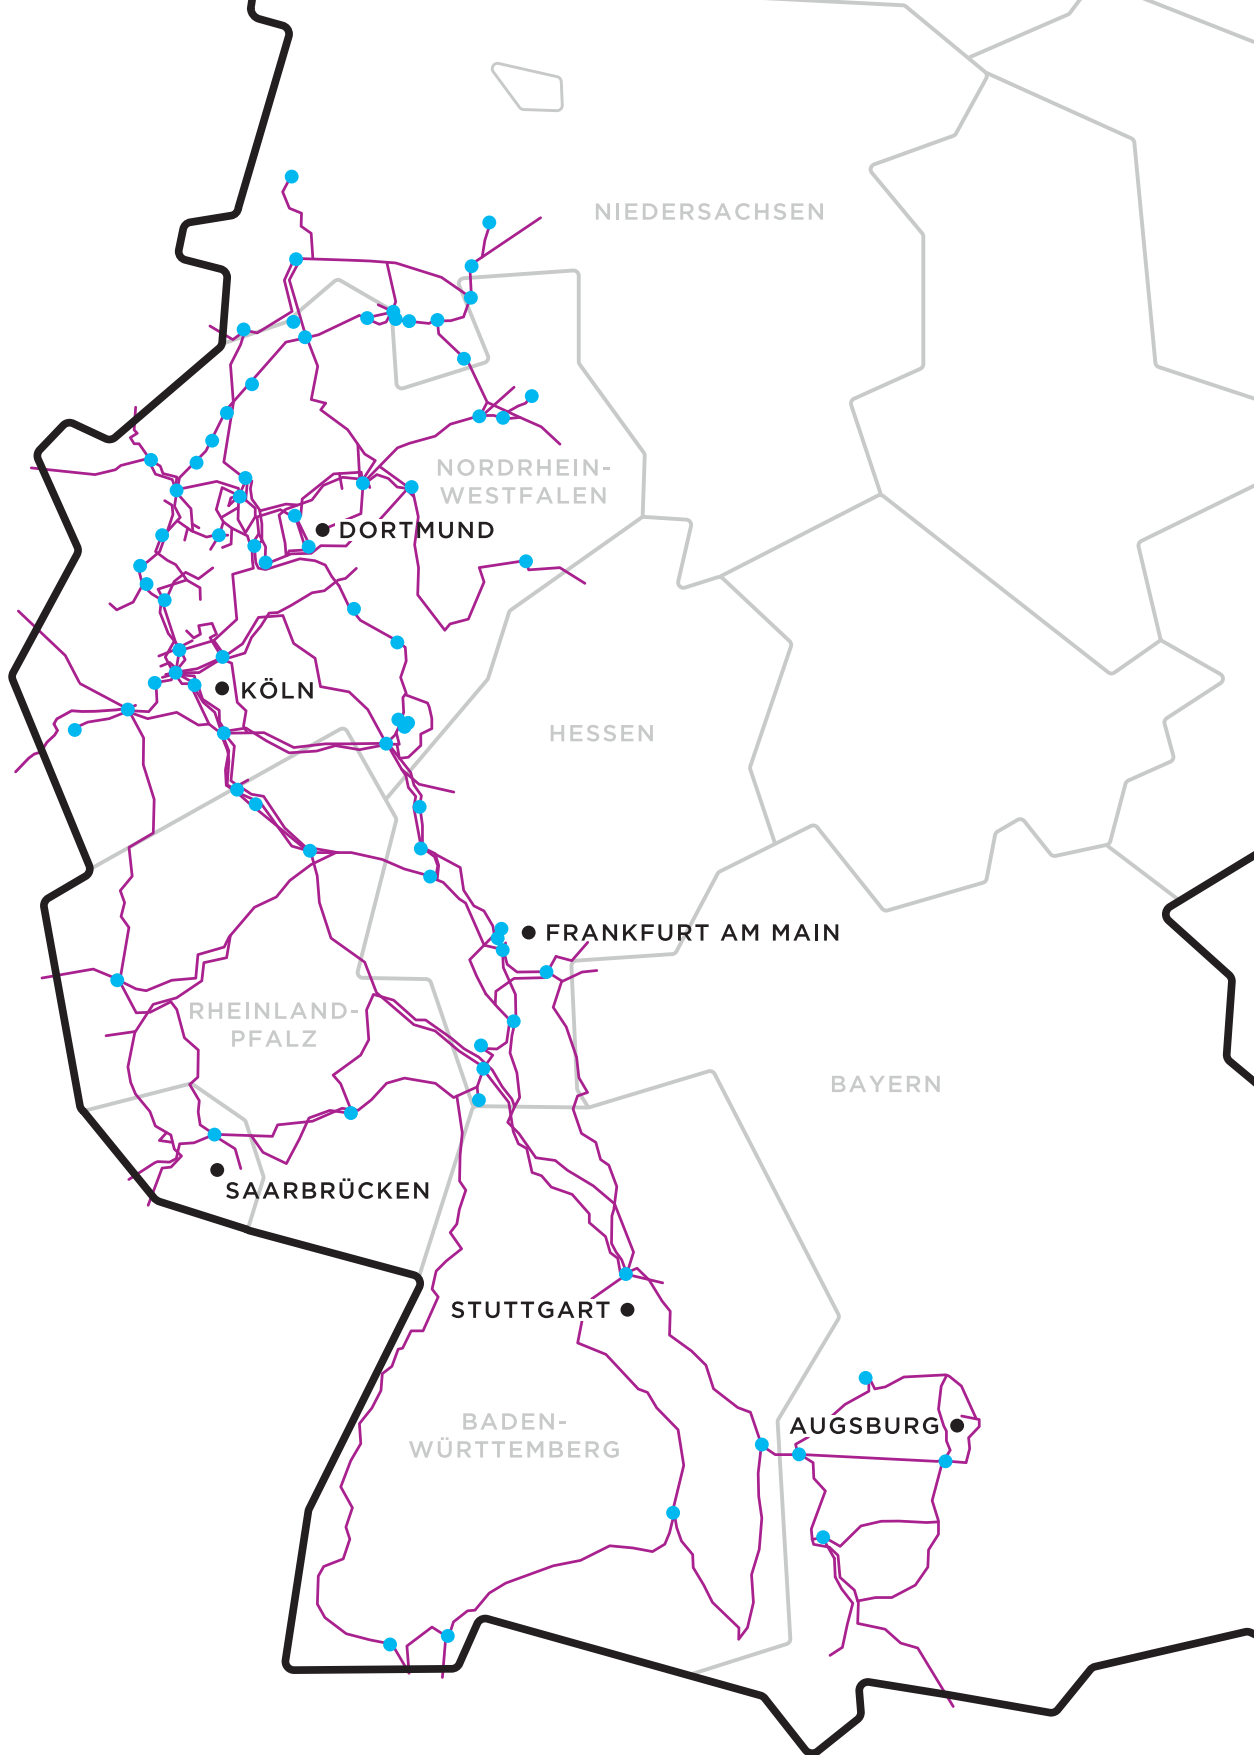 NIEDERSACHSEN
NORDRHEIN-
WESTFALEN
DORTMUND
KÖLN
HESSEN
FRANKFURT AM MAIN
RHEINLAND-
PFALZ
BAYERN
SAARBRÜCKEN
STUTTGART
BADEN-
WÜRTTEMBERG
AUGSBURG